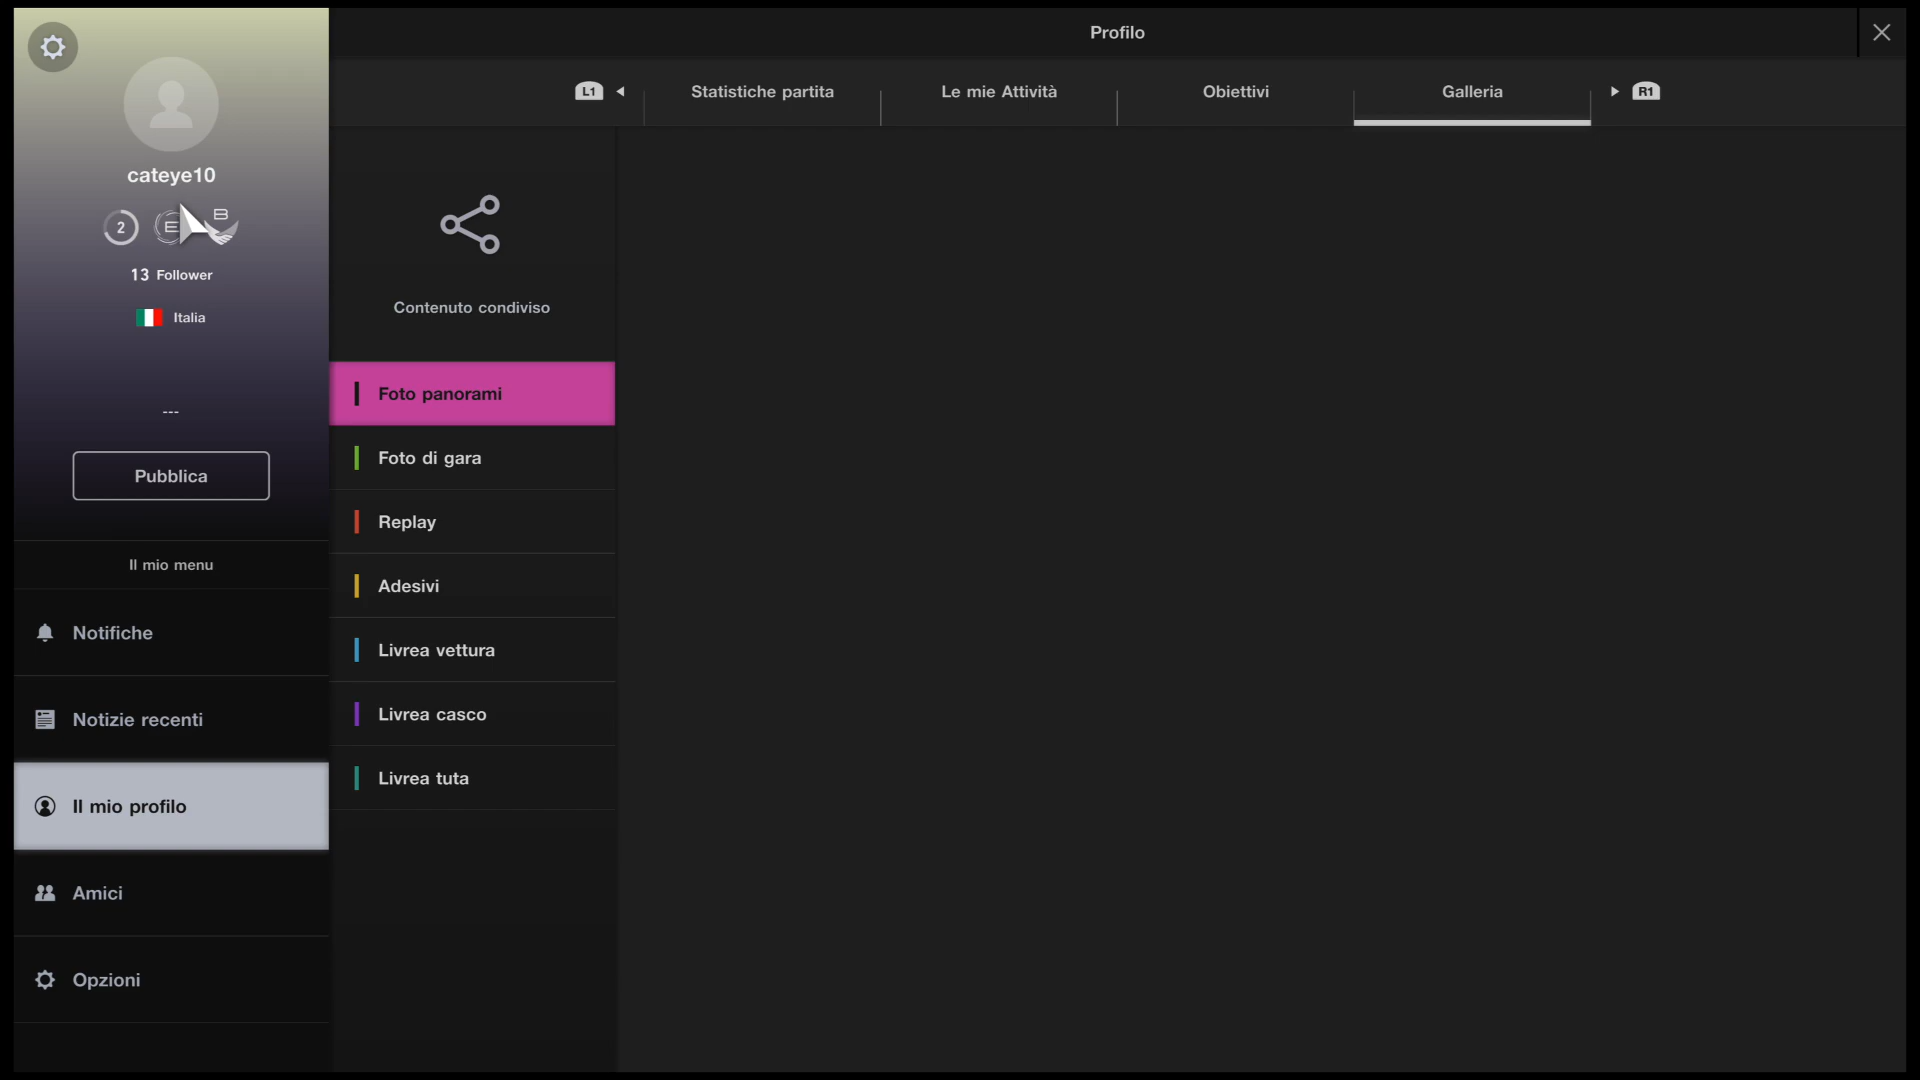 Profilo
L1
Statistiche partita
Le mie Attività
Obiettivi
Galleria
R1
cateye10
2
E
B
13 Follower
Italia
---
Pubblica
Il mio menu
Notifiche
Notizie recenti
Il mio profilo
Amici
Opzioni
Contenuto condiviso
Foto panorami
Foto di gara
Replay
Adesivi
Livrea vettura
Livrea casco
Livrea tuta